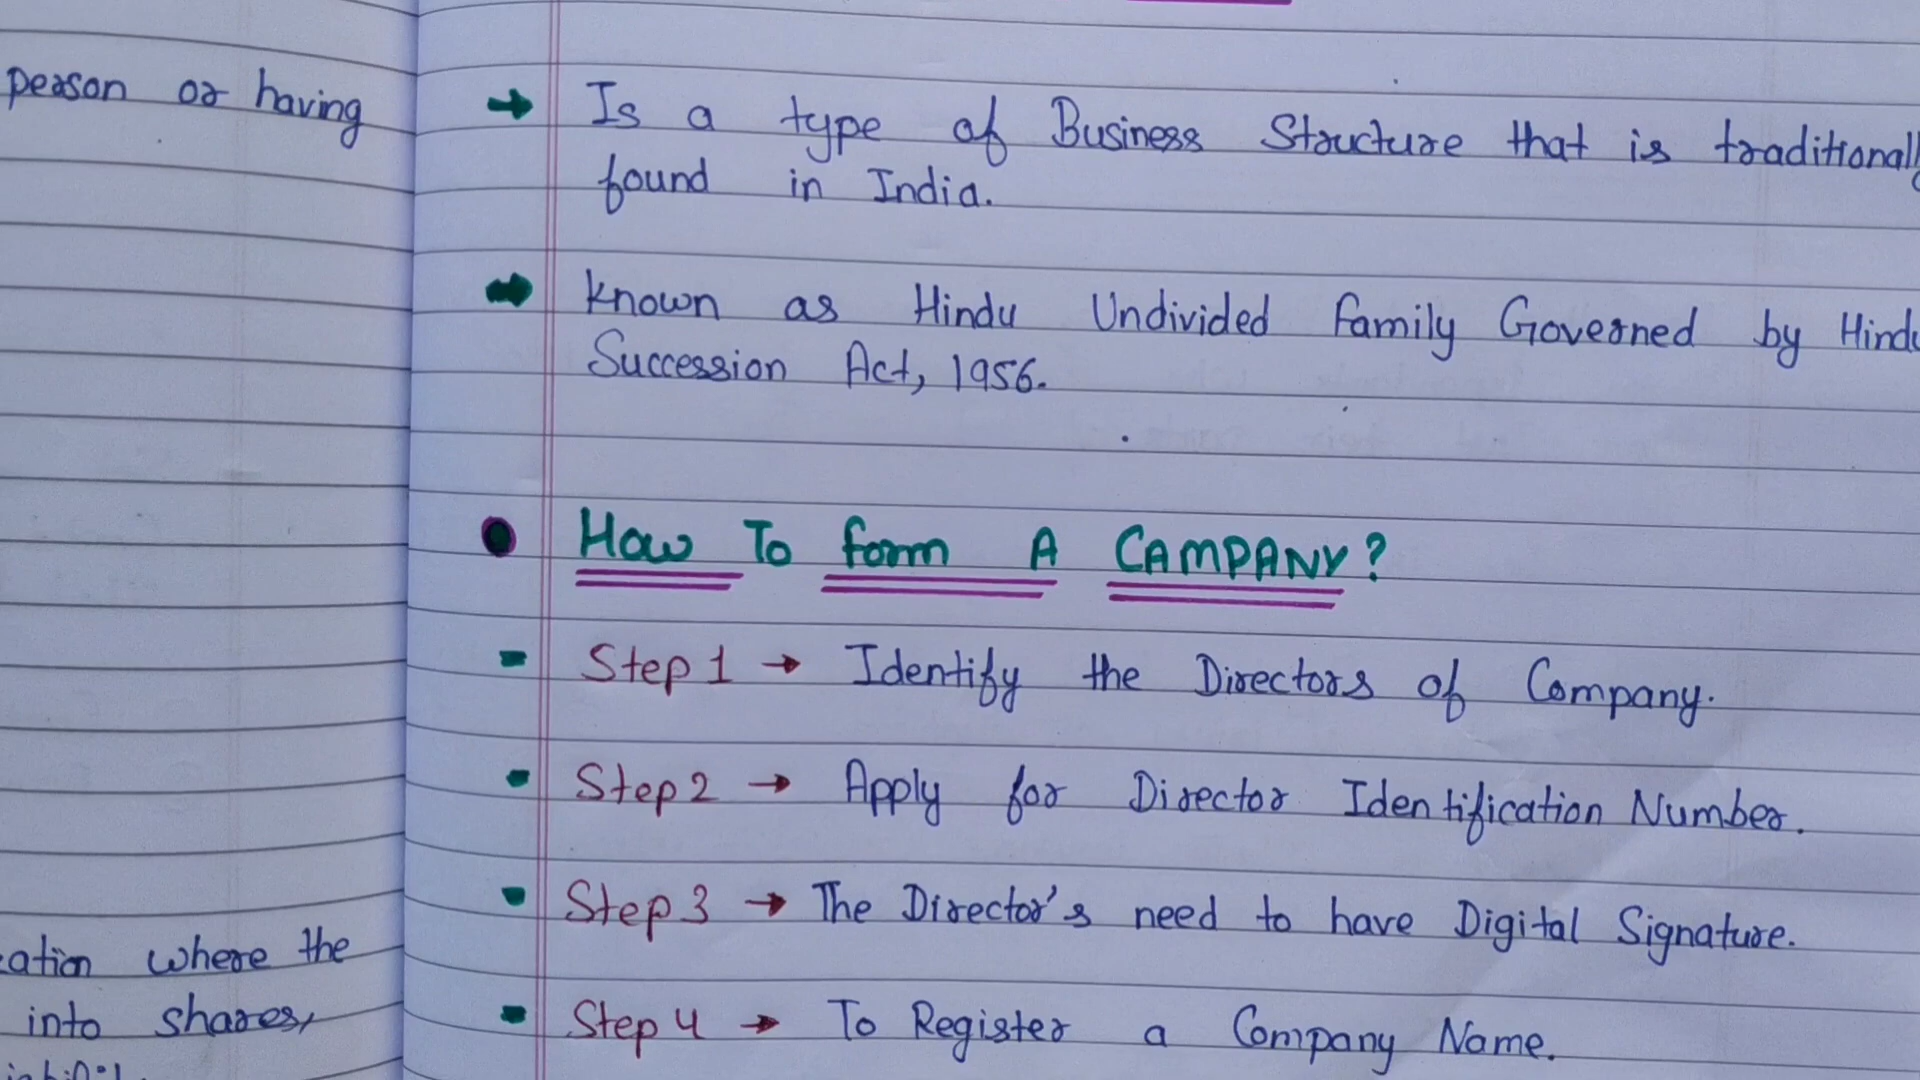 person or having
ation where the
into shares,
→ Is a type of Business Structure that is traditionally
found in India.
➡ Known as Hindu Undivided Family Governed by Hindu
Succession Act, 1956.
● HOW TO form A CAMPANY?
- Step 1 → Identify the Directors of Company.
- Step 2 → Apply for Director Identification Number.
- Step 3 → The Director's need to have Digital Signature.
- Step 4 → To Register a Company Name.